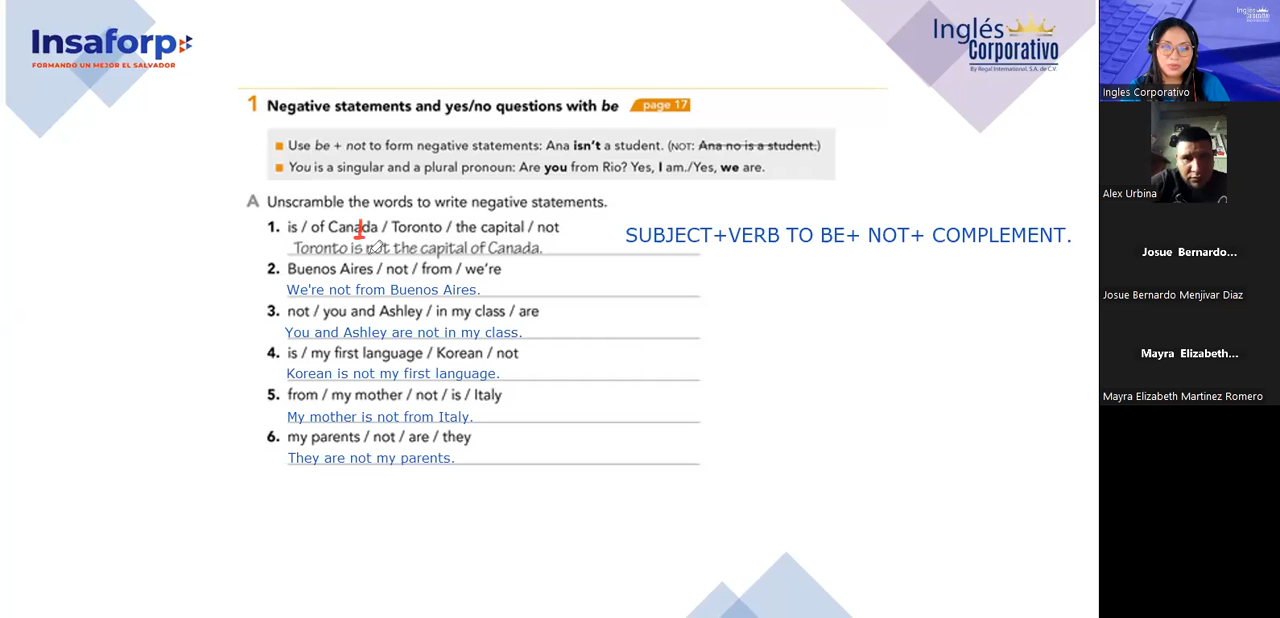 Insaforp
FORMANDO UN MEJOR EL SALVADOR
Inglés
Corporativo
By Regal International, S.A. de C.V.
1 Negative statements and yes/no questions with be page 17
Use be + not to form negative statements: Ana isn't a student. (NOT: Ana no is a student.)
You is a singular and a plural pronoun: Are you from Rio? Yes, I am./Yes, we are.
A Unscramble the words to write negative statements.
1. is / of Canada / Toronto / the capital / not
Toronto is not the capital of Canada.
SUBJECT+VERB TO BE+ NOT+ COMPLEMENT.
2. Buenos Aires / not / from / we're
We're not from Buenos Aires.
3. not / you and Ashley / in my class / are
You and Ashley are not in my class.
4. is / my first language / Korean / not
Korean is not my first language.
5. from / my mother / not / is / Italy
My mother is not from Italy.
6. my parents / not / are / they
They are not my parents.
Inglés
Corporativo
Ingles Corporativo
Alex Urbina
Josue Bernardo...
Josue Bernardo Menjivar Diaz
Mayra Elizabeth...
Mayra Elizabeth Martinez Romero